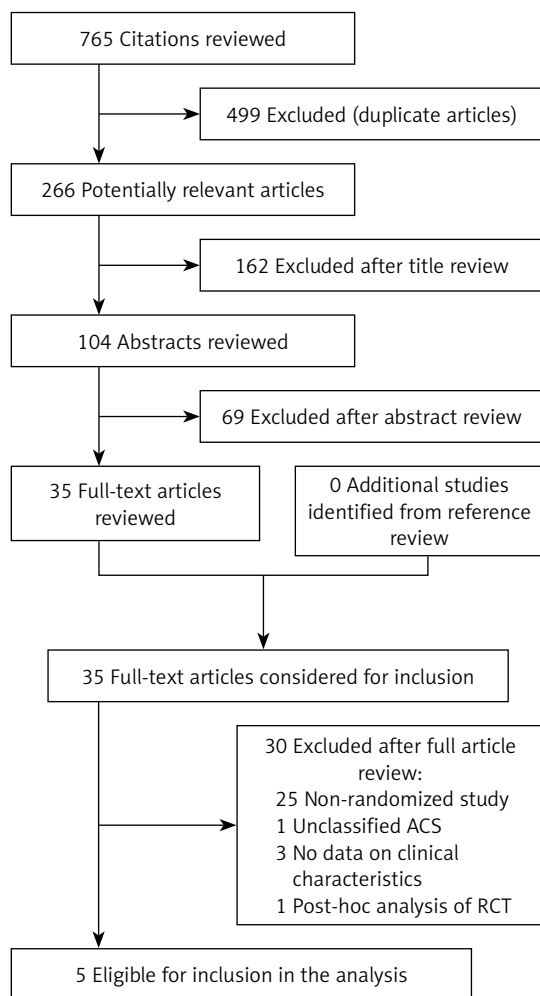 765 Citations reviewed
499 Excluded (duplicate articles)
266 Potentially relevant articles
162 Excluded after title review
104 Abstracts reviewed
69 Excluded after abstract review
35 Full-text articles
reviewed
0 Additional studies
identified from reference
review
35 Full-text articles considered for inclusion
30 Excluded after full article
review:
25 Non-randomized study
1 Unclassified ACS
3 No data on clinical
characteristics
1 Post-hoc analysis of RCT
5 Eligible for inclusion in the analysis